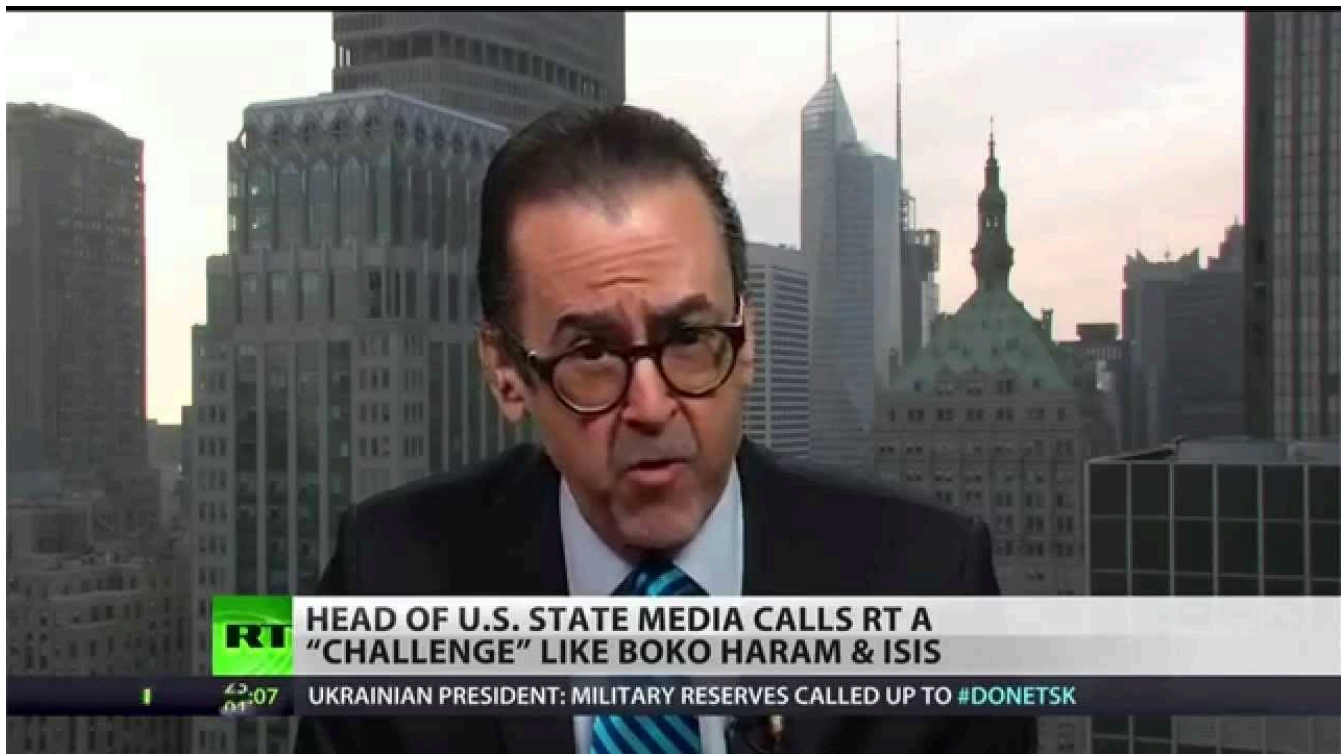 RT
HEAD OF U.S. STATE MEDIA CALLS RT A
“CHALLENGE” LIKE BOKO HARAM & ISIS
:07
UKRAINIAN PRESIDENT: MILITARY RESERVES CALLED UP TO #DONETSK